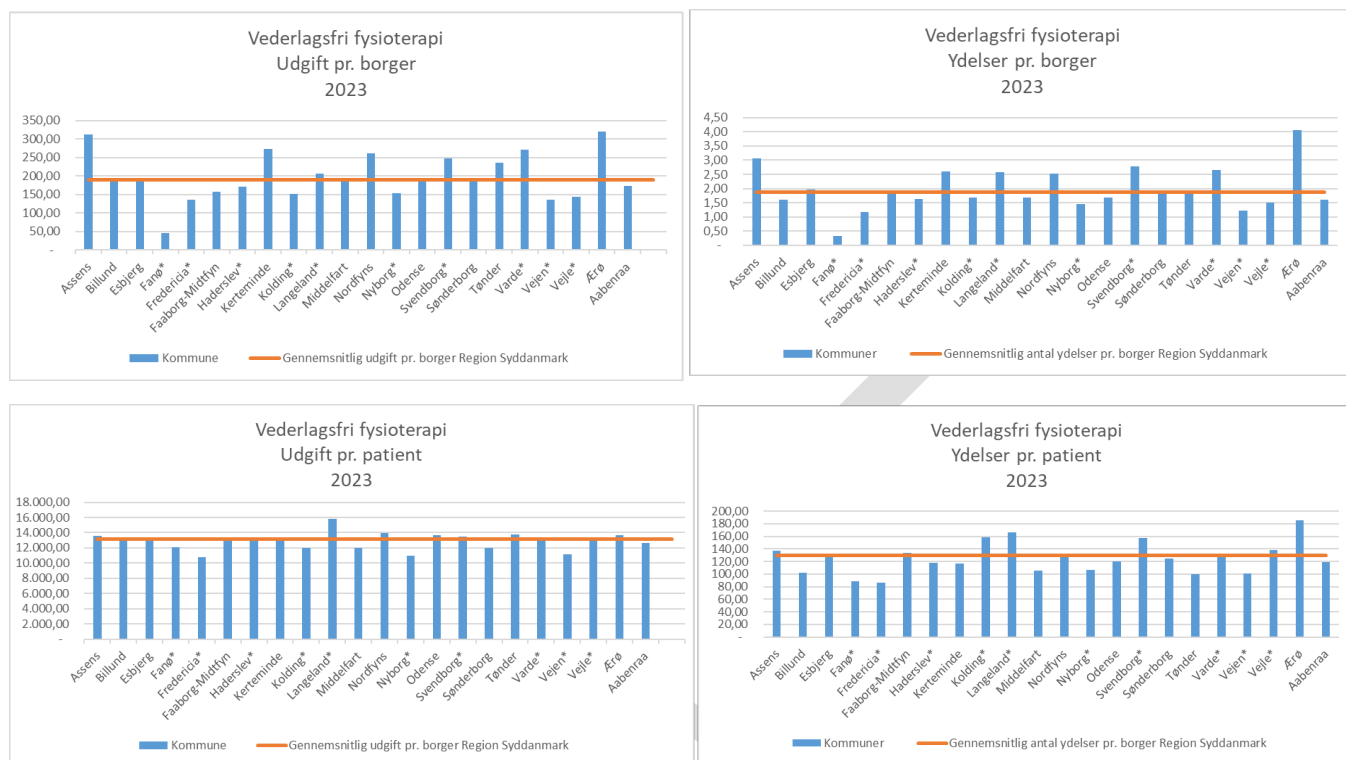 Vederlagsfri fysioterapi
Udgift pr. borger
2023
350,00
300,00
250,00
200,00
150,00
100,00
50,00
-
Assens
Billund
Esbjerg
Fanø*
Fredericia*
Faaborg-Midtfyn
Haderslev*
Kerteminde
Kolding*
Langeland*
Middelfart
Nordfyns
Nyborg*
Odense
Svendborg*
Sønderborg
Tønder
Varde*
Vejen*
Vejle*
Ærø
Aabenraa
Kommune
Gennemsnitlig udgift pr. borger Region Syddanmark
Vederlagsfri fysioterapi
Ydelser pr. borger
2023
4,50
4,00
3,50
3,00
2,50
2,00
1,50
1,00
0,50
-
Assens
Billund
Esbjerg
Fanø*
Fredericia*
Faaborg-Midtfyn
Haderslev*
Kerteminde
Kolding*
Langeland*
Middelfart
Nordfyns
Nyborg*
Odense
Svendborg*
Sønderborg
Tønder
Varde*
Vejen*
Vejle*
Ærø
Aabenraa
Kommuner
Gennemsnitlig antal ydelser pr. borger Region Syddanmark
Vederlagsfri fysioterapi
Udgift pr. patient
2023
18.000,00
16.000,00
14.000,00
12.000,00
10.000,00
8.000,00
6.000,00
4.000,00
2.000,00
-
Assens
Billund
Esbjerg
Fanø*
Fredericia*
Faaborg-Midtfyn
Haderslev*
Kerteminde
Kolding*
Langeland*
Middelfart
Nordfyns
Nyborg*
Odense
Svendborg*
Sønderborg
Tønder
Varde*
Vejen*
Vejle*
Ærø
Aabenraa
Kommune
Gennemsnitlig udgift pr. borger Region Syddanmark
Vederlagsfri fysioterapi
Ydelser pr. patient
2023
200,00
180,00
160,00
140,00
120,00
100,00
80,00
60,00
40,00
20,00
-
Assens
Billund
Esbjerg
Fanø*
Fredericia*
Faaborg-Midtfyn
Haderslev*
Kerteminde
Kolding*
Langeland*
Middelfart
Nordfyns
Nyborg*
Odense
Svendborg*
Sønderborg
Tønder
Varde*
Vejen*
Vejle*
Ærø
Aabenraa
Kommuner
Gennemsnitlig antal ydelser pr. borger Region Syddanmark